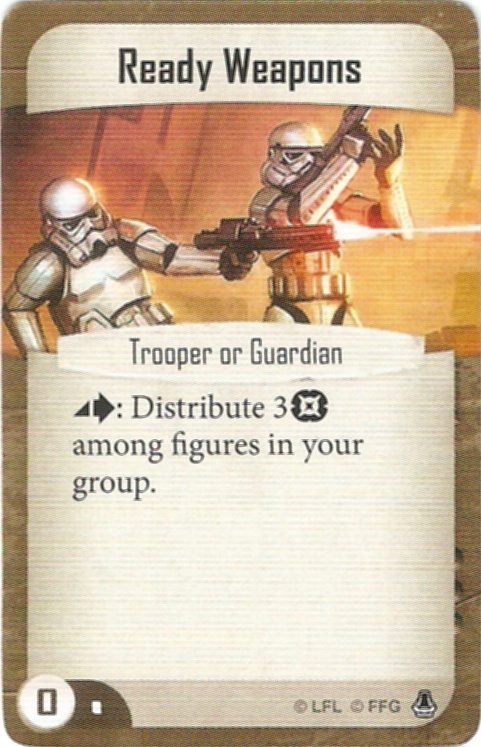 Ready Weapons
Trooper or Guardian
: Distribute 3
among figures in your
group.
0
© LFL © FFG